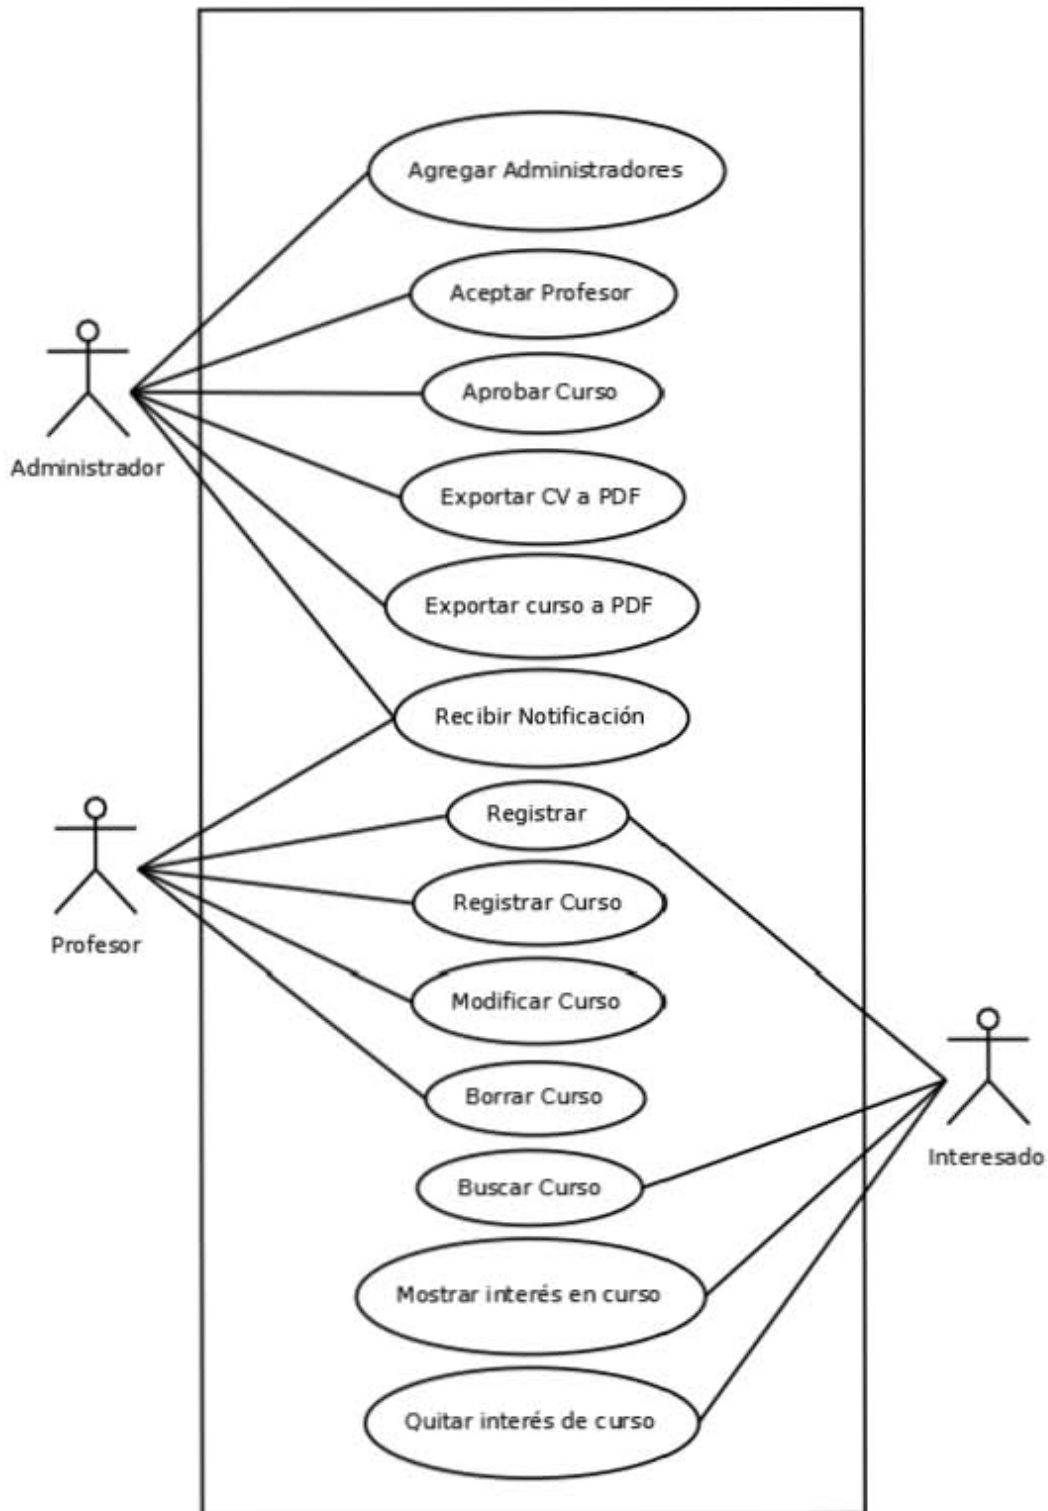 Agregar Administradores
Aceptar Profesor
Aprobar Curso
Administrador
Exportar CV a PDF
Exportar curso a PDF
Recibir Notificación
Registrar
Registrar Curso
Profesor
Modificar Curso
Borrar Curso
Interesado
Buscar Curso
Mostrar interés en curso
Quitar interés de curso